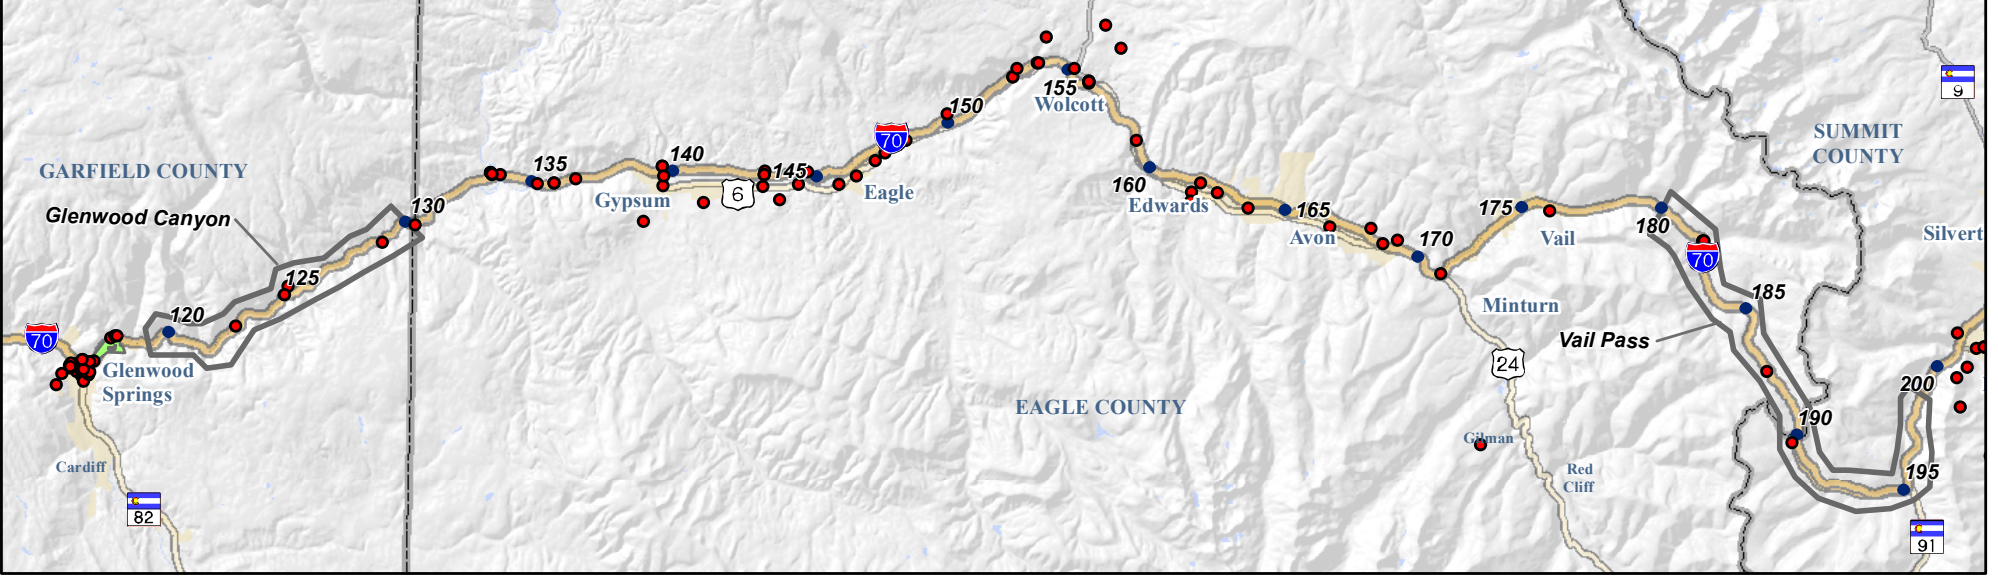 9
150
155
Wolcott
70
SUMMIT
COUNTY
GARFIELD COUNTY
135
140
145
6
Gypsum
Eagle
160
Edwards
Glenwood Canyon
130
165
Avon
170
175
Vail
180
Silvert
70
125
120
185
Minturn
Vail Pass
70
Glenwood
Springs
24
200
EAGLE COUNTY
190
Gilman
Cardiff
Red
Cliff
195
82
91